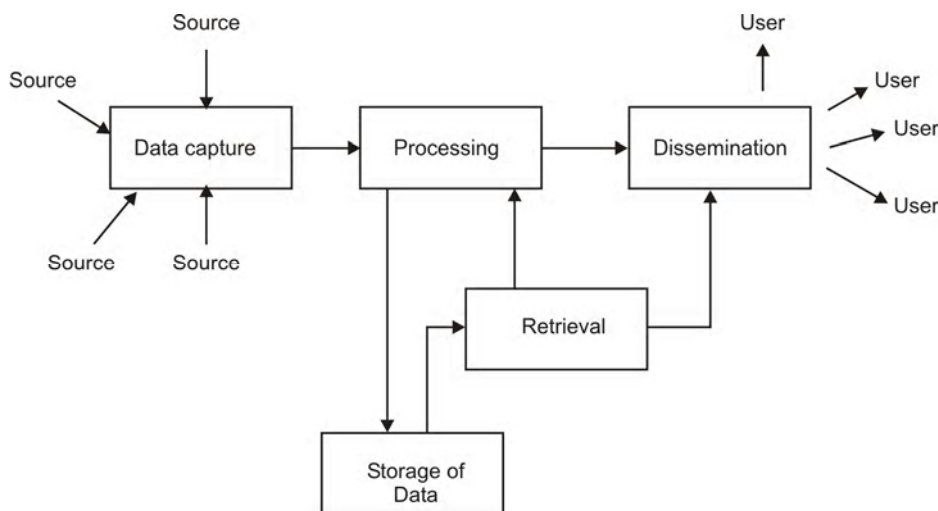 Source
User
Source
User
Data capture
Processing
Dissemination
User
User
Source
Source
Retrieval
Storage of
Data